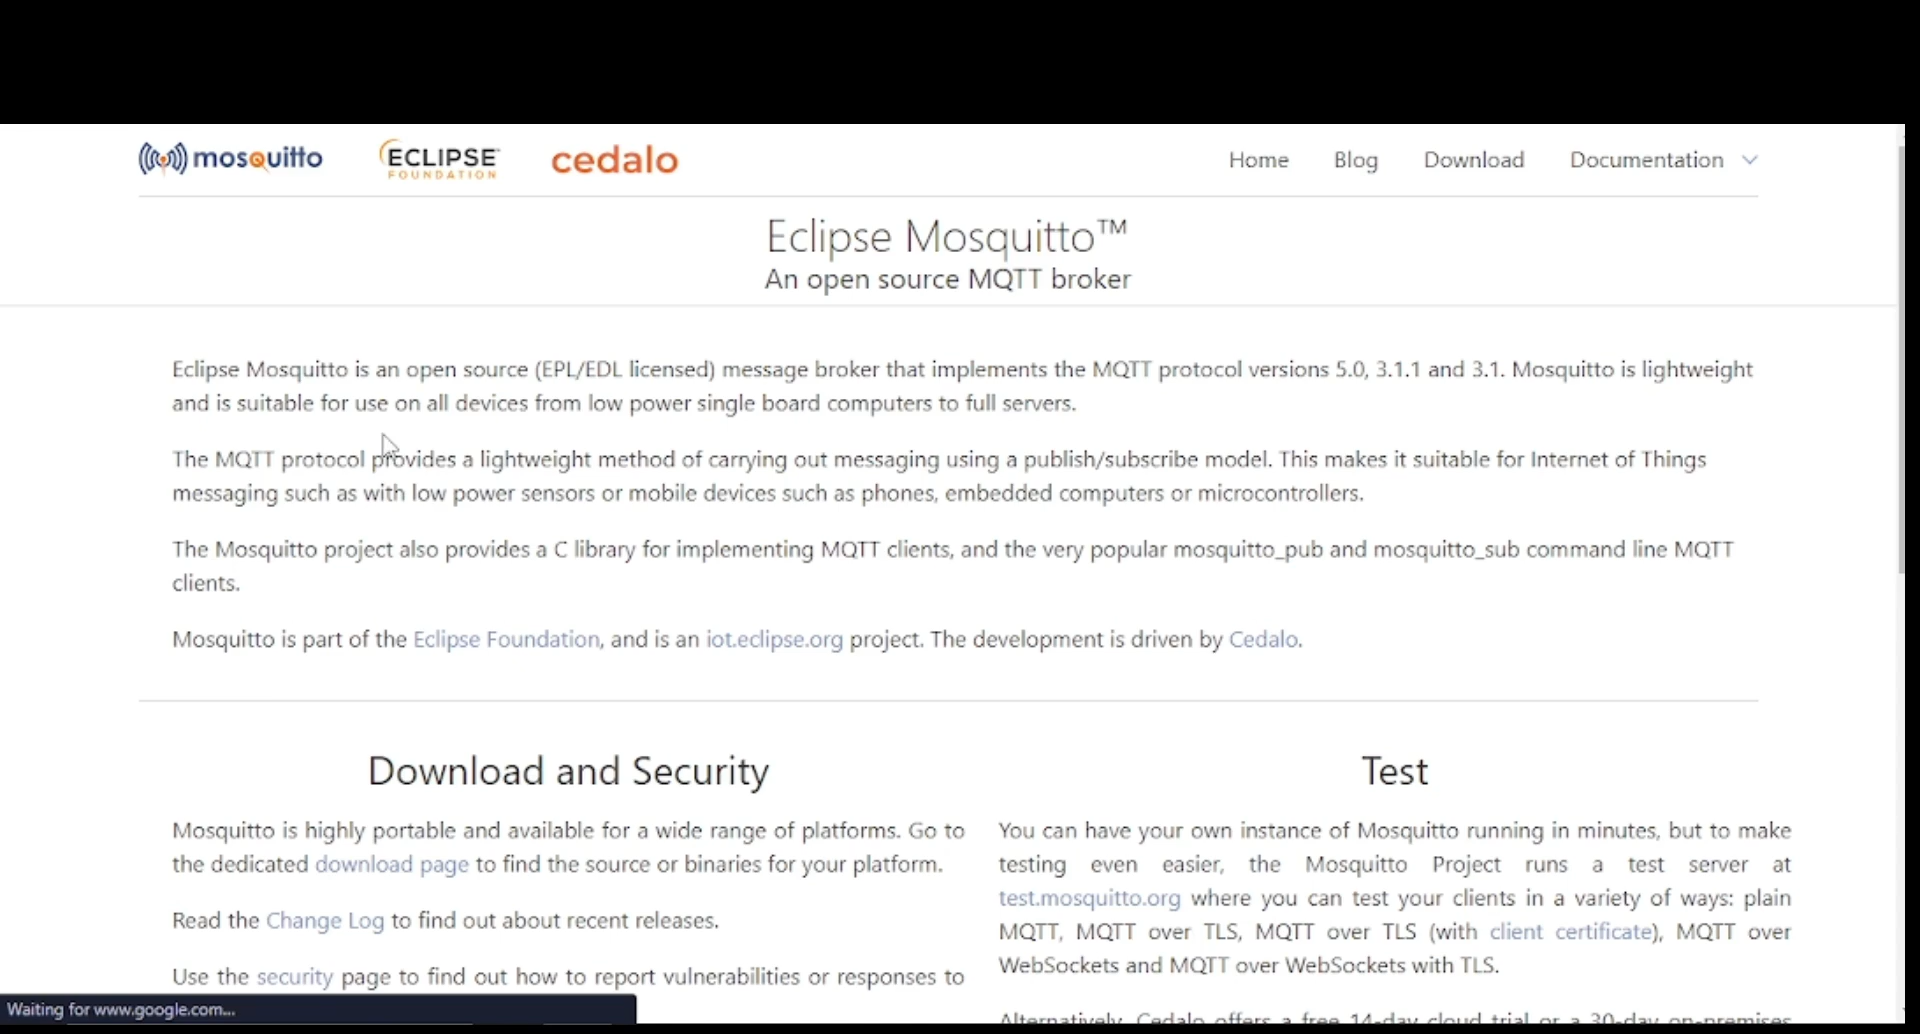 mosquitto ECLIPSE FOUNDATION cedalo Home Blog Download Documentation
Eclipse Mosquitto™
An open source MQTT broker
Eclipse Mosquitto is an open source (EPL/EDL licensed) message broker that implements the MQTT protocol versions 5.0, 3.1.1 and 3.1. Mosquitto is lightweight
and is suitable for use on all devices from low power single board computers to full servers.
The MQTT protocol provides a lightweight method of carrying out messaging using a publish/subscribe model. This makes it suitable for Internet of Things
messaging such as with low power sensors or mobile devices such as phones, embedded computers or microcontrollers.
The Mosquitto project also provides a C library for implementing MQTT clients, and the very popular mosquitto_pub and mosquitto_sub command line MQTT
clients.
Mosquitto is part of the Eclipse Foundation, and is an iot.eclipse.org project. The development is driven by Cedalo.
Download and Security
Mosquitto is highly portable and available for a wide range of platforms. Go to
the dedicated download page to find the source or binaries for your platform.
Read the Change Log to find out about recent releases.
Use the security page to find out how to report vulnerabilities or responses to
Test
You can have your own instance of Mosquitto running in minutes, but to make
testing even easier, the Mosquitto Project runs a test server at
test.mosquitto.org where you can test your clients in a variety of ways: plain
MQTT, MQTT over TLS, MQTT over TLS (with client certificate), MQTT over
WebSockets and MQTT over WebSockets with TLS.
Alternatively, Cedalo offers a free 14-day cloud trial or a 30-day on-premises
Waiting for www.google.com...